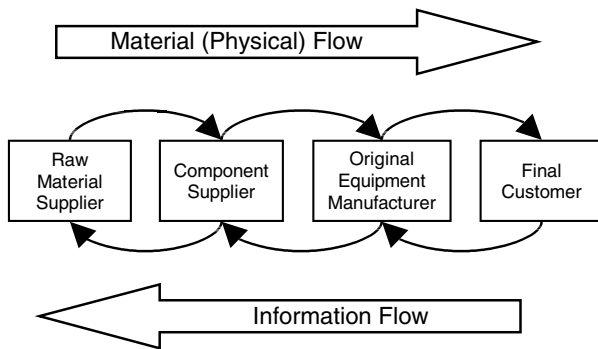 Material (Physical) Flow
Raw
Material
Supplier
Component
Supplier
Original
Equipment
Manufacturer
Final
Customer
Information Flow